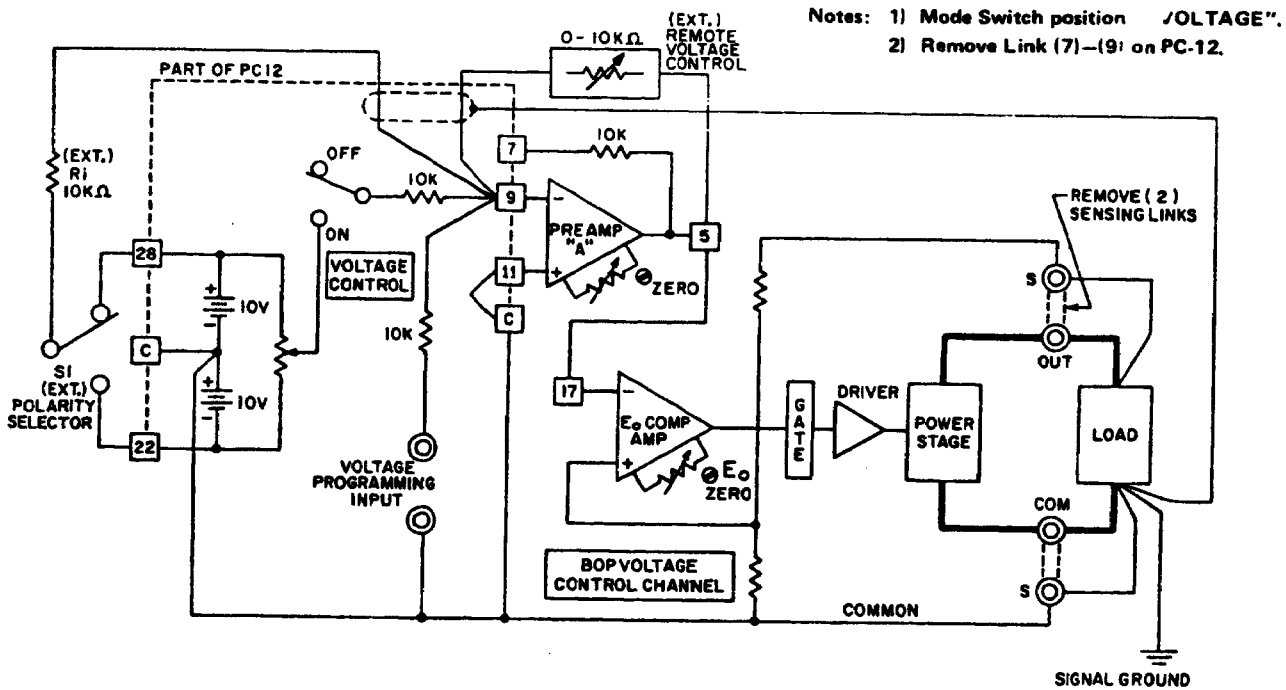 Notes: 1) Mode Switch position /OLTAGE".
2) Remove Link (7)-(9) on PC-12.
(EXT.)
REMOTE
VOLTAGE
CONTROL
0-10KΩ
PART OF PC12
(EXT.)
Ri
10KΩ
OFF
10K
ON
VOLTAGE
CONTROL
7
10K
9
-
PREAMP
"A"
+
ZERO
5
11
C
28
+
-
10V
C
+
-
10V
22
S1
(EXT.)
POLARITY
SELECTOR
10K
VOLTAGE
PROGRAMMING
INPUT
17
-
Eo COMP
AMP
+
Eo
ZERO
GATE
DRIVER
POWER
STAGE
REMOVE (2)
SENSING LINKS
S
OUT
LOAD
COM
S
BOP VOLTAGE
CONTROL CHANNEL
COMMON
SIGNAL GROUND